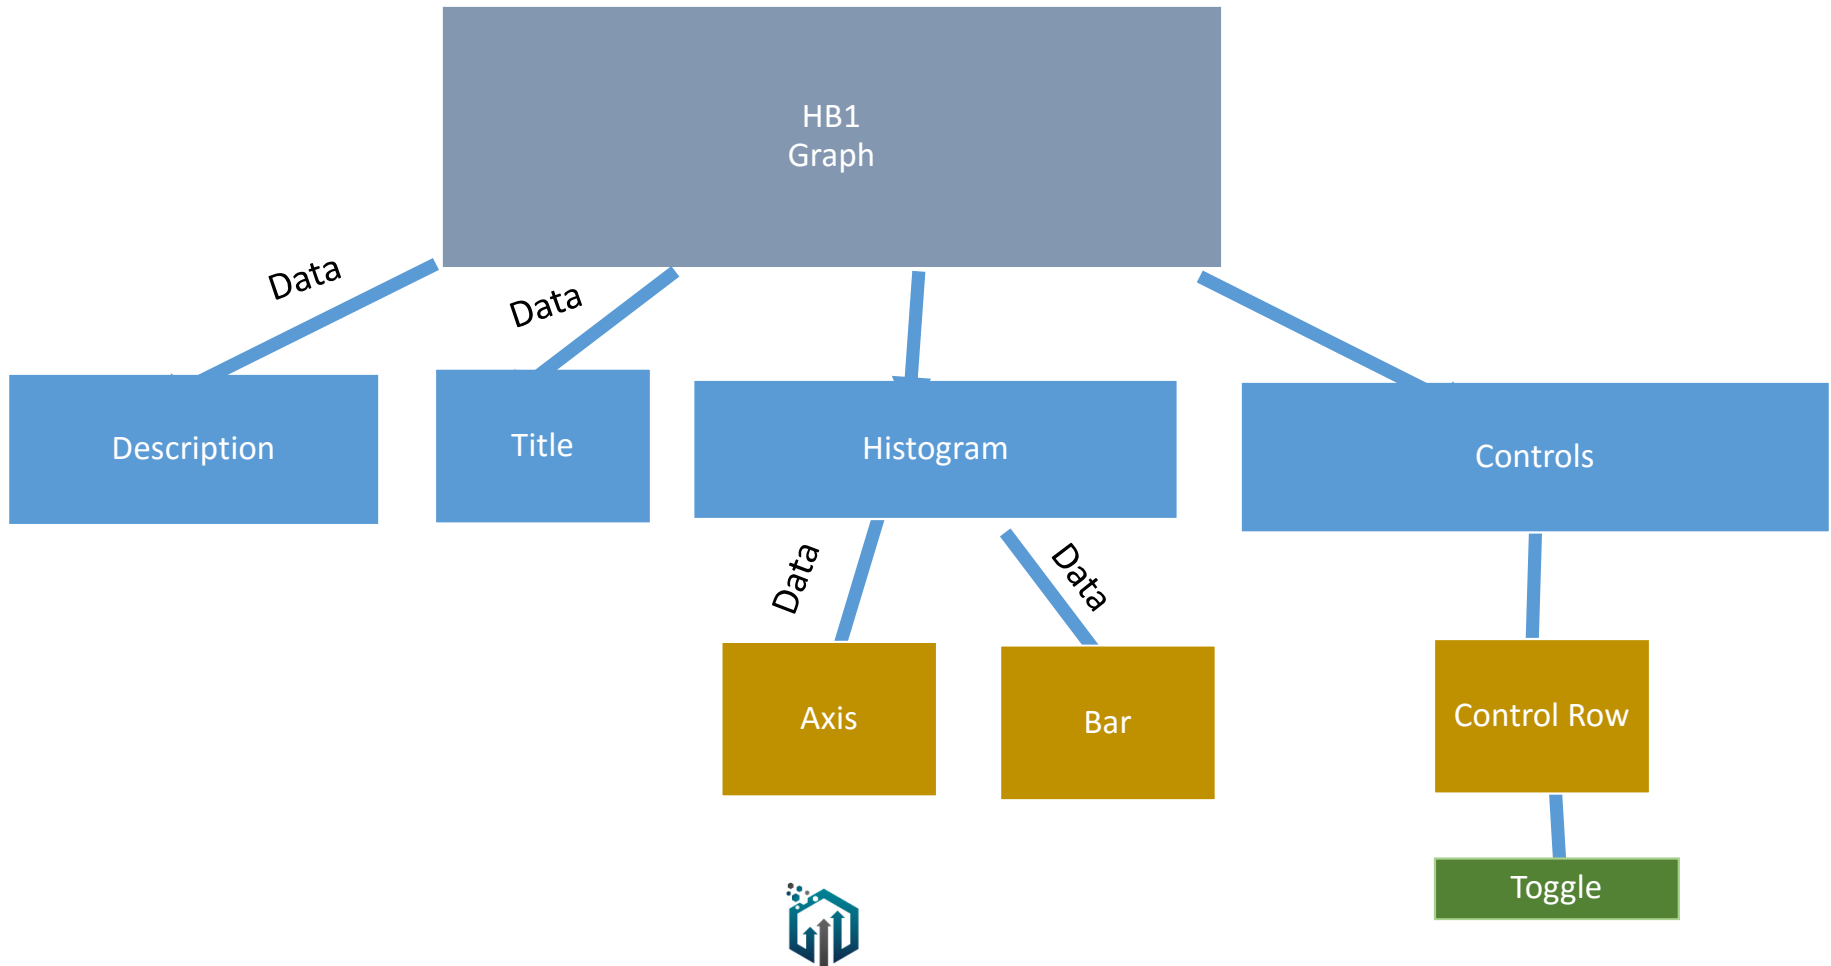 HB1
Graph
Data
Data
Description
Title
Histogram
Controls
Data
Data
Axis
Bar
Control Row
Toggle